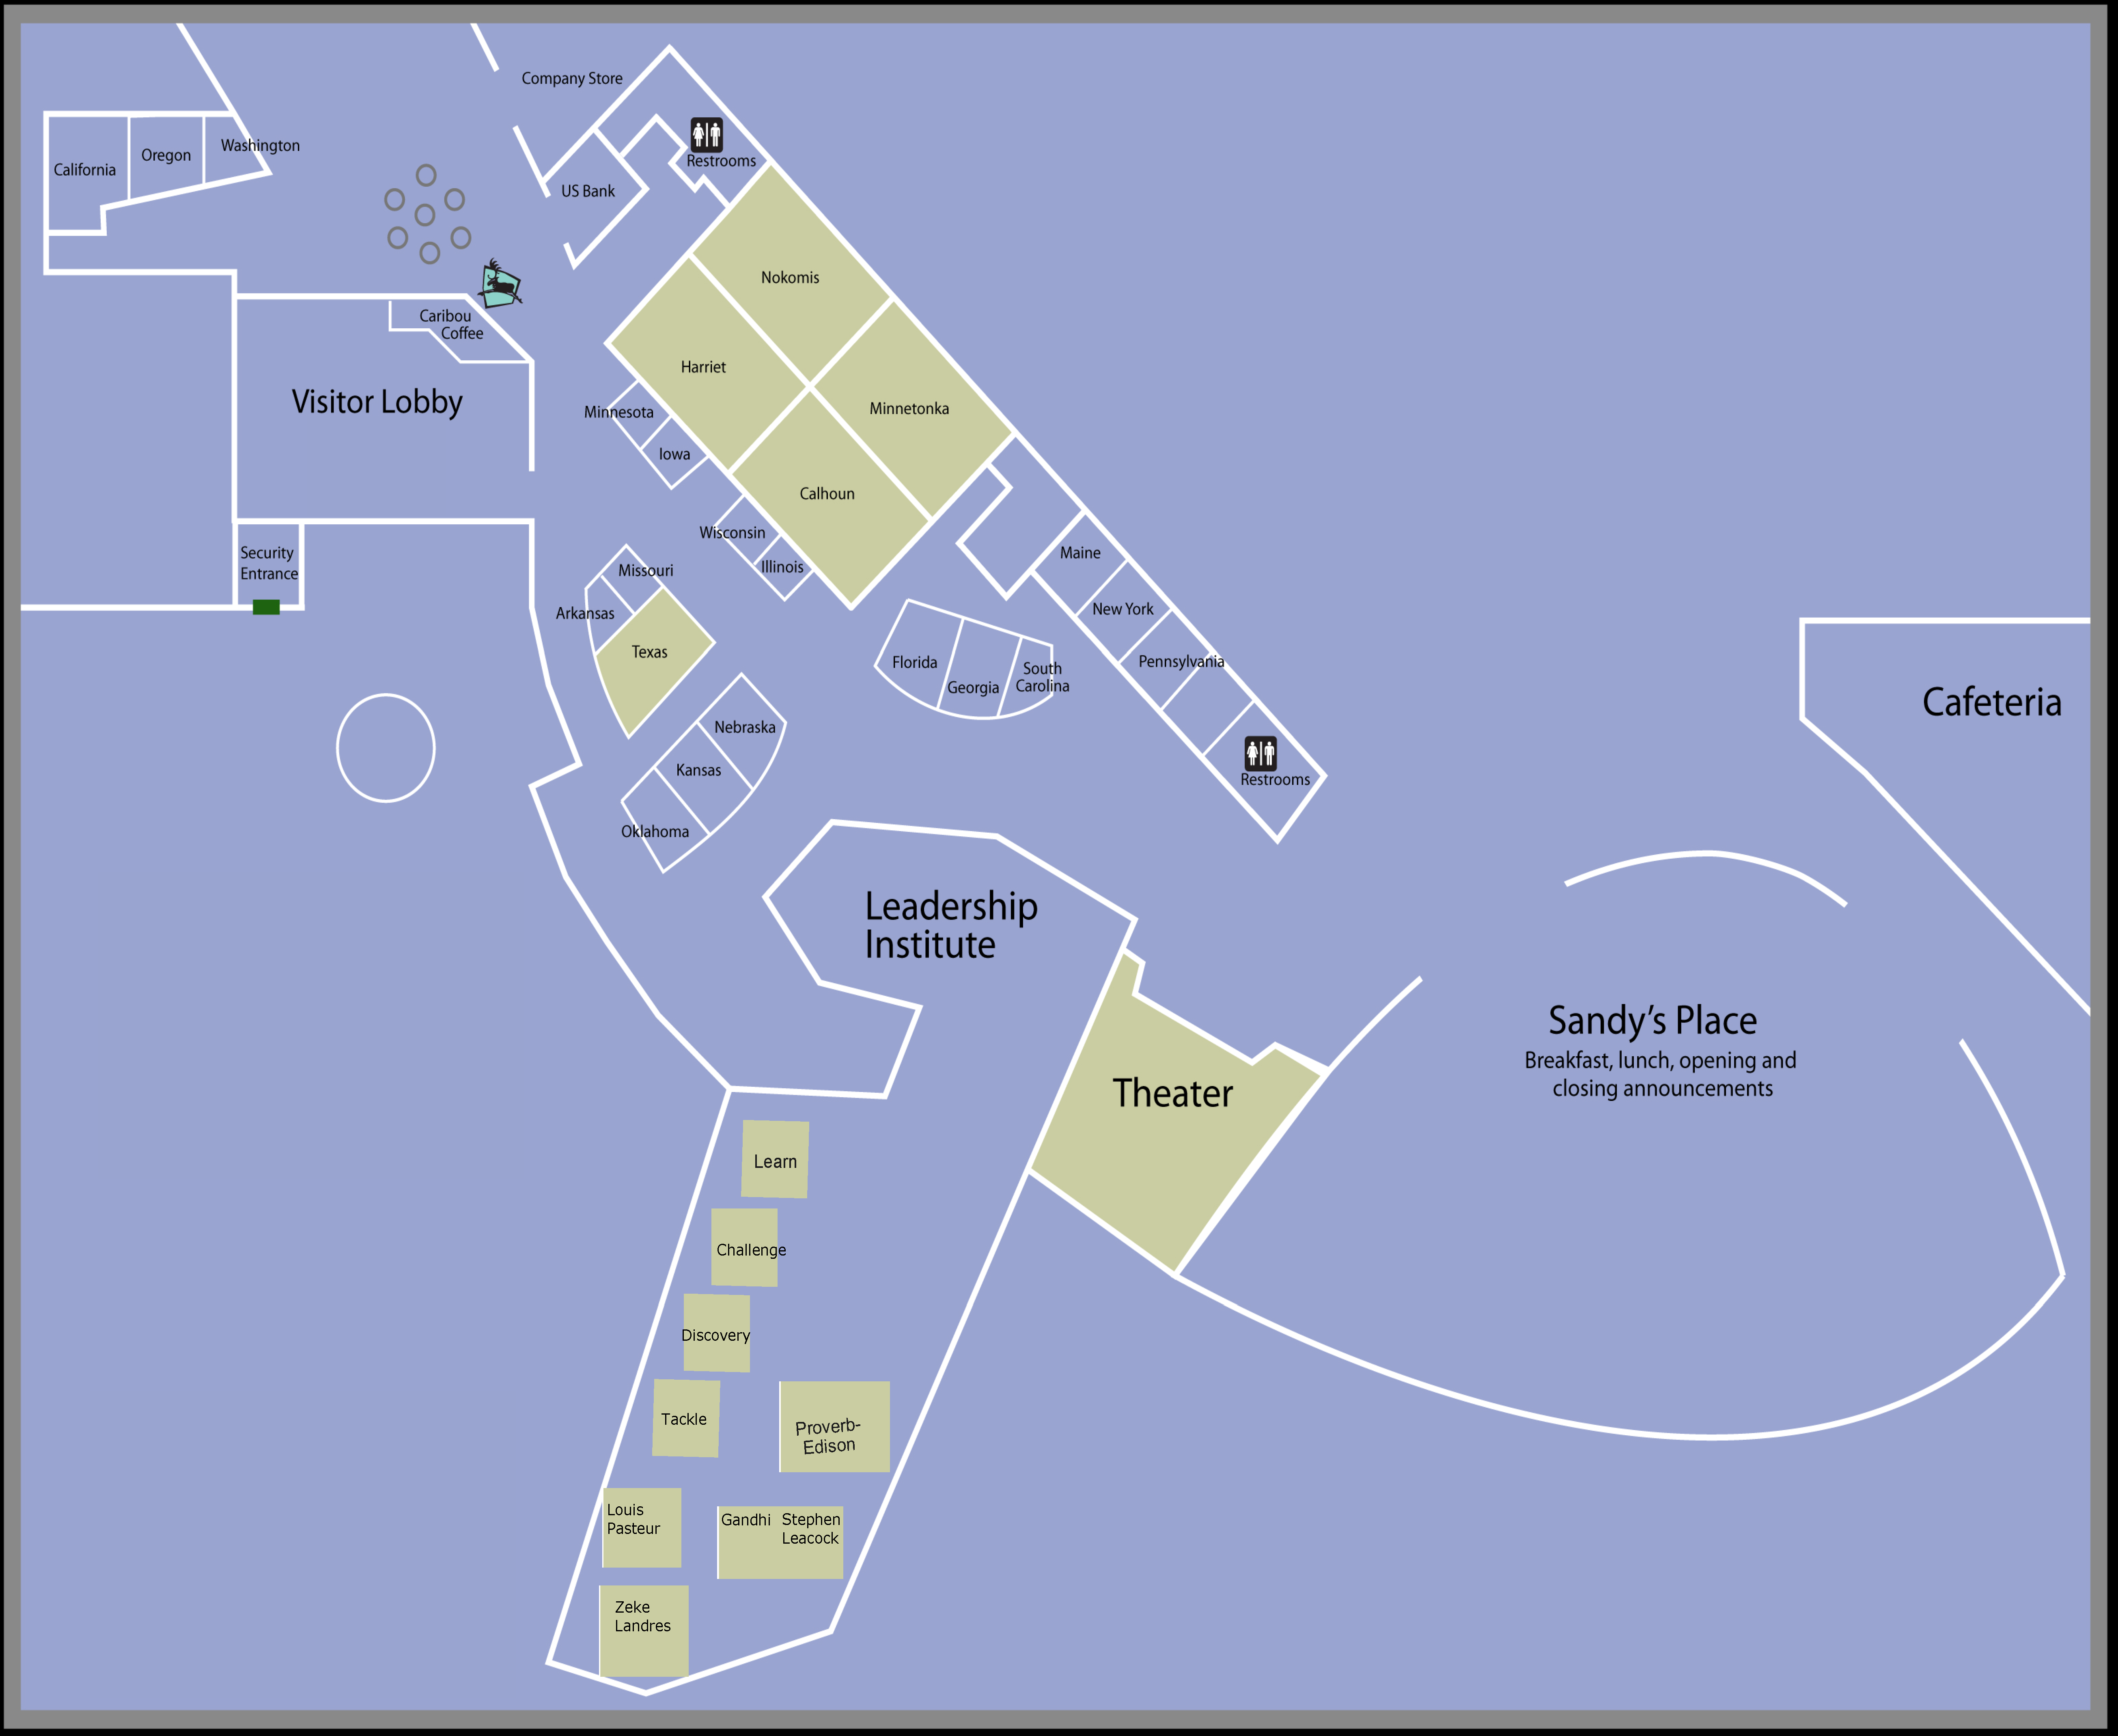 Company Store
Restrooms
Washington
Oregon
California
US Bank
Nokomis
Caribou
Coffee
Harriet
Visitor Lobby
Minnetonka
Minnesota
Iowa
Calhoun
Wisconsin
Illinois
Security
Entrance
Missouri
Arkansas
Texas
Maine
New York
Pennsylvania
Florida
Georgia
South
Carolina
Nebraska
Kansas
Oklahoma
Restrooms
Cafeteria
Leadership
Institute
Sandy's Place
Breakfast, lunch, opening and
closing announcements
Theater
Learn
Challenge
Discovery
Tackle
Proverb-
Edison
Louis
Pasteur
Gandhi
Stephen
Leacock
Zeke
Landres